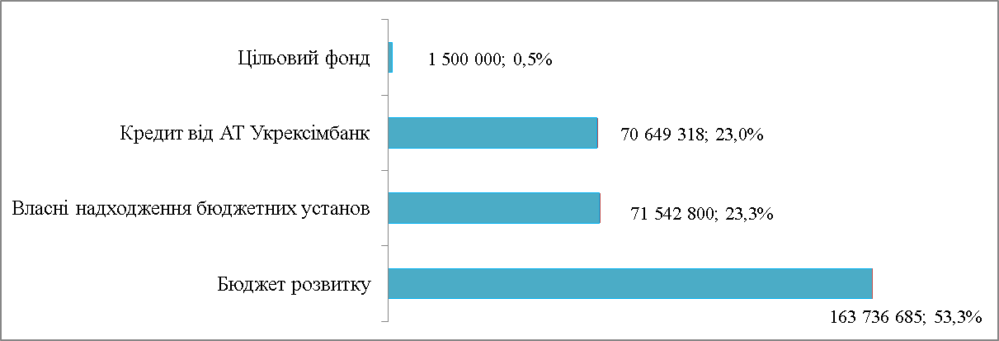 Цільовий фонд 1 500 000; 0,5%
Кредит від АТ Укрексімбанк 70 649 318; 23,0%
Власні надходження бюджетних установ 71 542 800; 23,3%
Бюджет розвитку
163 736 685; 53,3%